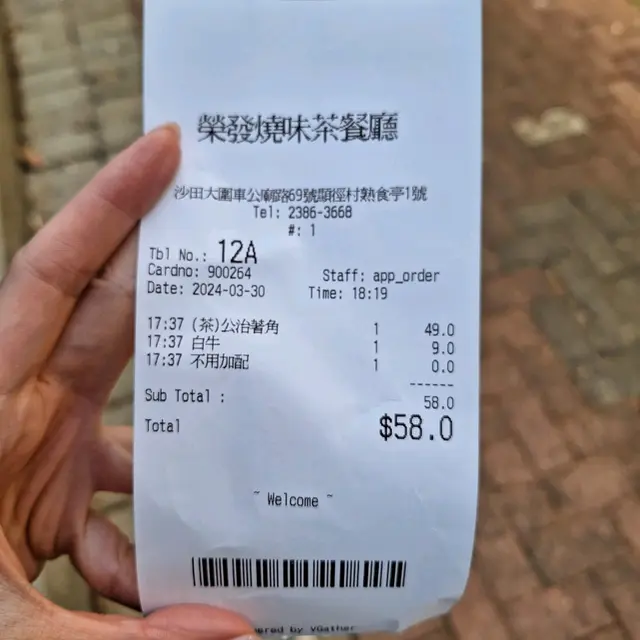 榮發燒味茶餐廳
沙田大圍車公廟路69號顯徑村熟食亭1號
Tel: 2386-3668
#: 1
Tbl No.: 12A
Cardno: 900264 Staff: app_order
Date: 2024-03-30 Time: 18:19
17:37 (茶)公治薯角 1 49.0
17:37 白牛 1 9.0
17:37 不用加配 1 0.0
------
Sub Total : 58.0
Total $58.0
~ Welcome ~
by vGather